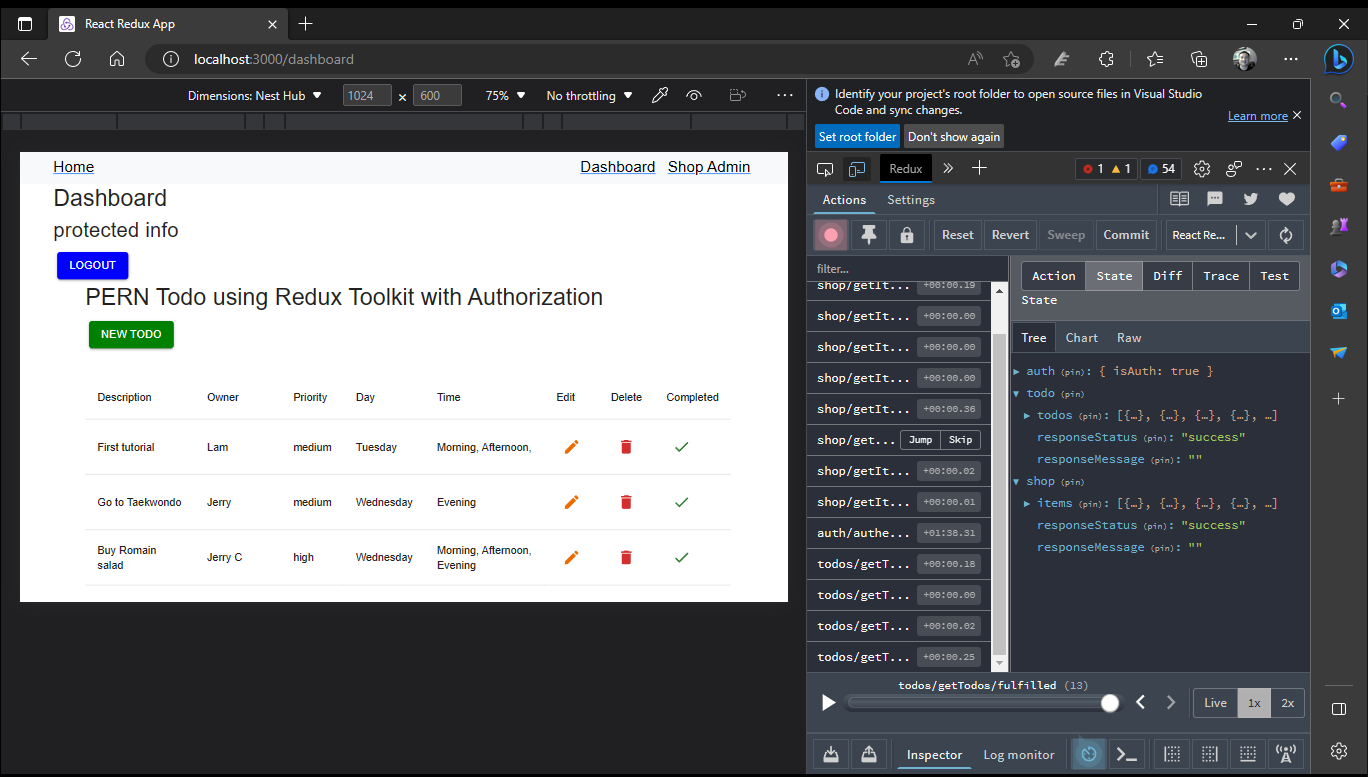 React Redux App
localhost:3000/dashboard
Dimensions: Nest Hub
1024
×
600
75%
No throttling
Identify your project's root folder to open source files in Visual Studio
Code and sync changes.
Learn more
Set root folder
Don't show again
Home
Dashboard
Shop Admin
Dashboard
protected info
LOGOUT
PERN Todo using Redux Toolkit with Authorization
NEW TODO
Description Owner Priority Day Time Edit Delete Completed
First tutorial Lam medium Tuesday Morning, Afternoon,
Go to Taekwondo Jerry medium Wednesday Evening
Buy Romain
salad
Jerry C high Wednesday
Morning, Afternoon,
Evening
Redux
1
1
54
Actions
Settings
Reset
Revert
Sweep
Commit
React Re...
filter...
shop/getIt... +00:00.19
shop/getIt... +00:00.00
shop/getIt... +00:00.00
shop/getIt... +00:00.00
shop/getIt... +00:00.36
shop/get... Jump Skip
shop/getIt... +00:00.02
shop/getIt... +00:00.01
auth/authe... +01:38.31
todos/getT... +00:00.18
todos/getT... +00:00.00
todos/getT... +00:00.02
todos/getT... +00:00.25
Action
State
Diff
Trace
Test
State
Tree
Chart
Raw
auth (pin): { isAuth: true }
todo (pin)
todos (pin): [{…}, {…}, {…}, {…}, …]
responseStatus (pin): "success"
responseMessage (pin): ""
shop (pin)
items (pin): [{…}, {…}, {…}, {…}, …]
responseStatus (pin): "success"
responseMessage (pin): ""
todos/getTodos/fulfilled (13)
Live
1x
2x
Inspector
Log monitor